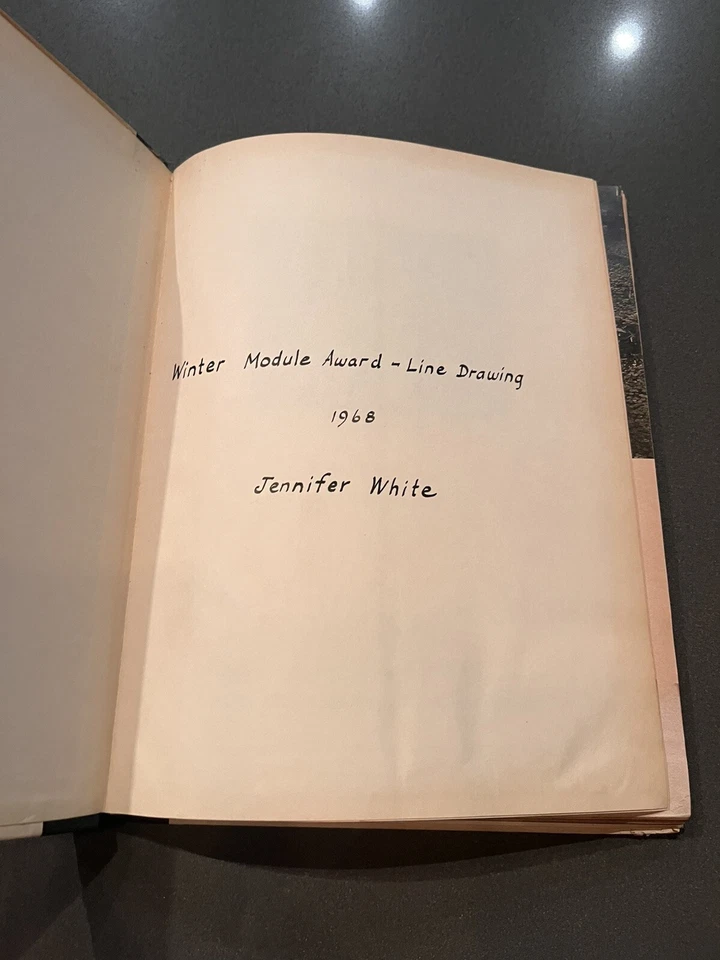 Winter Module Award - Line Drawing
1968
Jennifer White